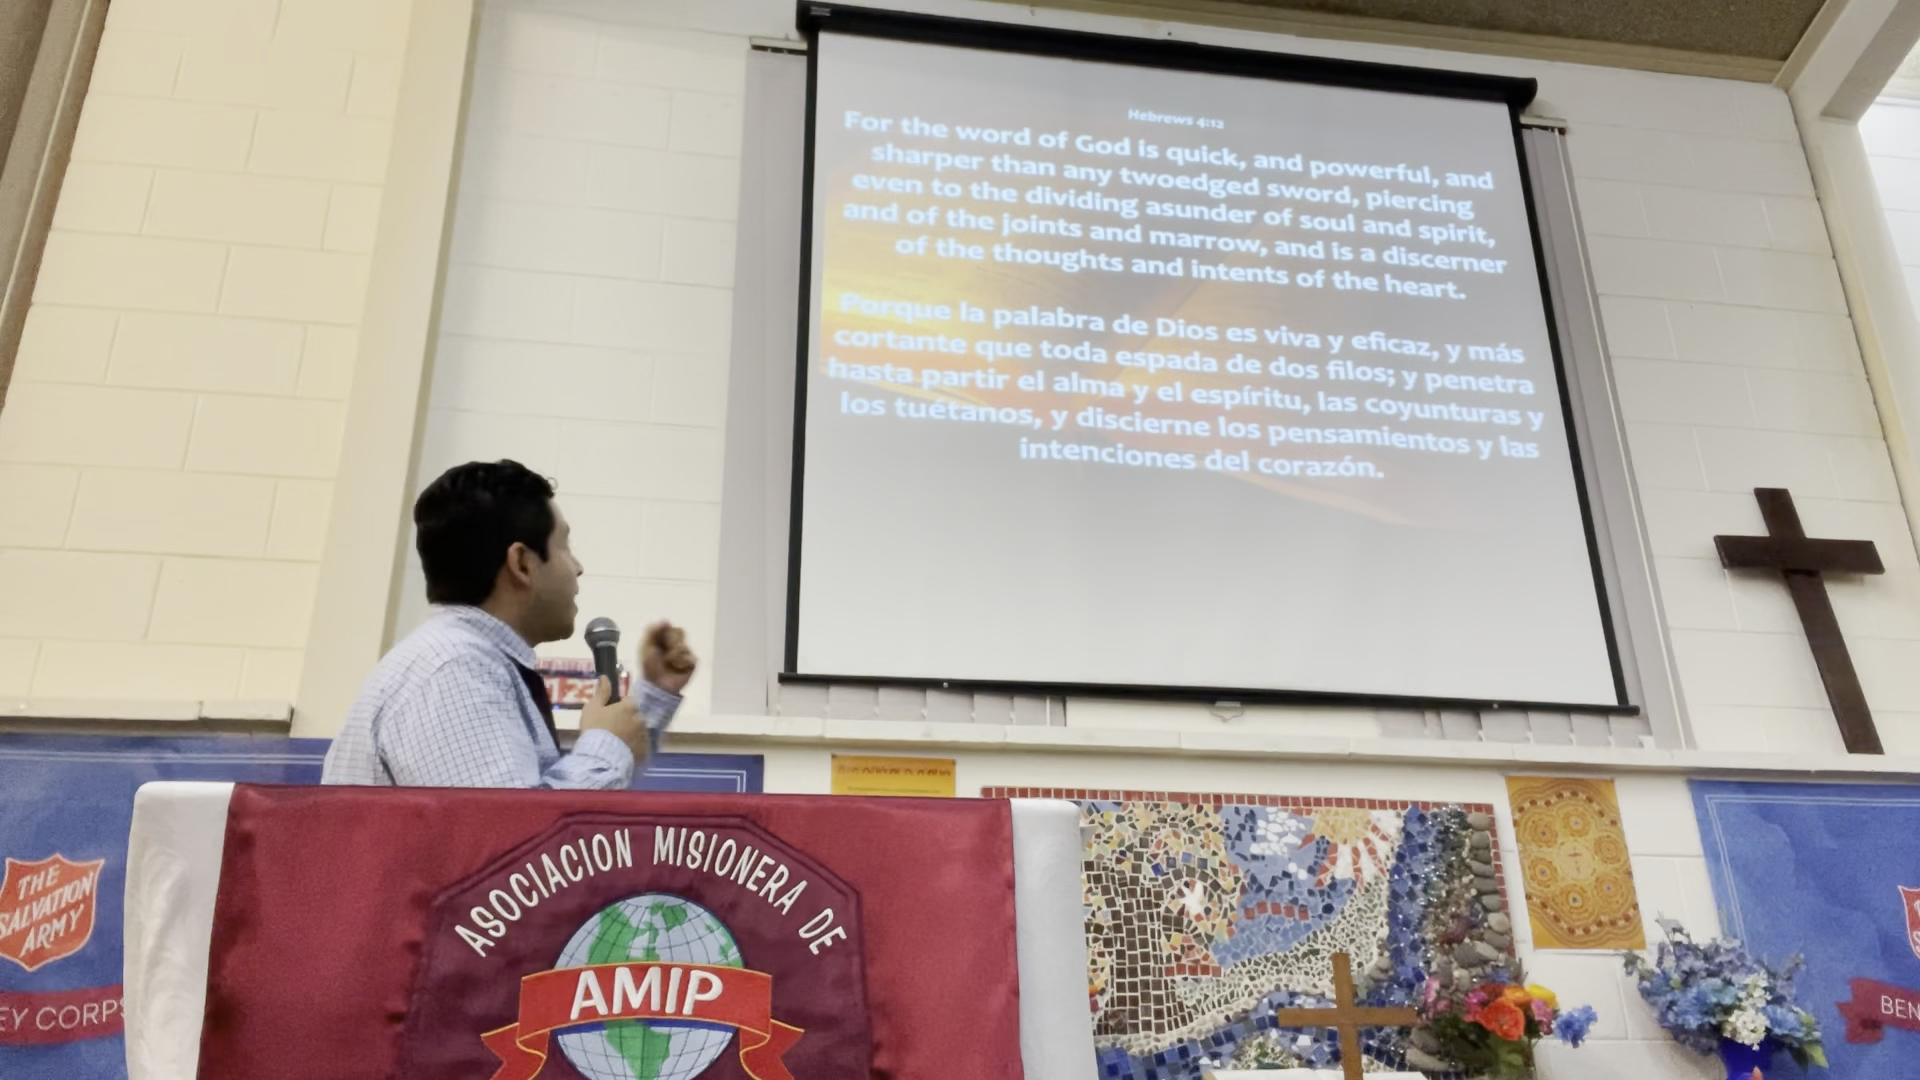 Hebrews 4:12
For the word of God is quick, and powerful, and
sharper than any twoedged sword, piercing
even to the dividing asunder of soul and spirit,
and of the joints and marrow, and is a discerner
of the thoughts and intents of the heart.
Porque la palabra de Dios es viva y eficaz, y más
cortante que toda espada de dos filos; y penetra
hasta partir el alma y el espíritu, las coyunturas y
los tuétanos, y discierne los pensamientos y las
intenciones del corazón.
ASOCIACION MISIONERA DE
AMIP
THE
SALVATION
ARMY
EY CORPS
BEN